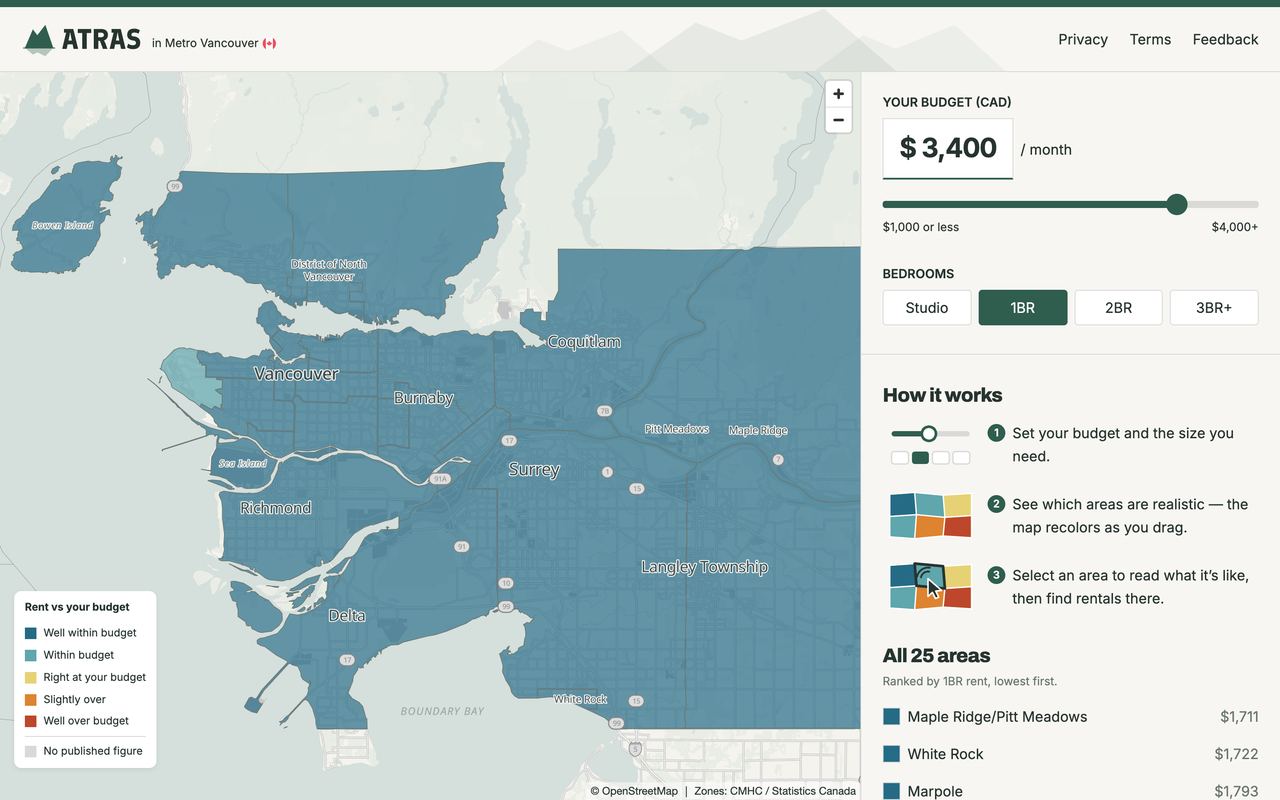 ATRAS
in Metro Vancouver
Privacy
Terms
Feedback
99
Bowen Island
District of North
Vancouver
Coquitlam
Vancouver
Burnaby
7B
Pitt Meadows
Maple Ridge
17
Sea Island
Surrey
1
7
91A
15
Richmond
91
Langley Township
10
99
Delta
17
White Rock
15
BOUNDARY BAY
99
5
+
−
Rent vs your budget
Well within budget
Within budget
Right at your budget
Slightly over
Well over budget
No published figure
© OpenStreetMap | Zones: CMHC / Statistics Canada
YOUR BUDGET (CAD)
$ 3,400
/ month
$1,000 or less
$4,000+
BEDROOMS
Studio
1BR
2BR
3BR+
How it works
1 Set your budget and the size you
need.
2 See which areas are realistic — the
map recolors as you drag.
3 Select an area to read what it’s like,
then find rentals there.
All 25 areas
Ranked by 1BR rent, lowest first.
Maple Ridge/Pitt Meadows $1,711
White Rock $1,722
Marpole $1,793